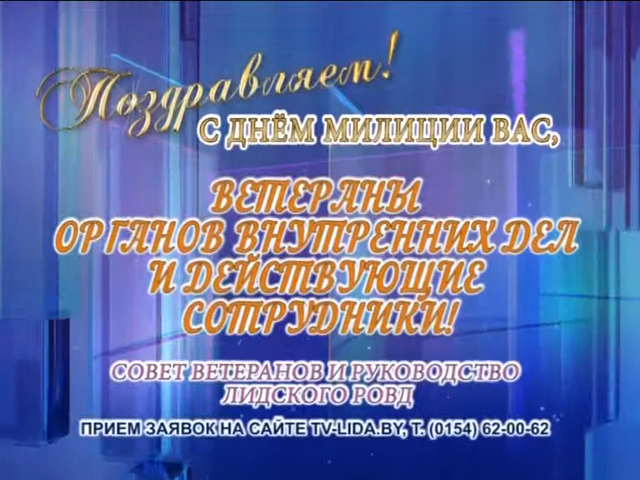 Поздравляем!
С ДНЁМ МИЛИЦИИ ВАС,
ВЕТЕРАНЫ
ОРГАНОВ ВНУТРЕННИХ ДЕЛ
И ДЕЙСТВУЮЩИЕ
СОТРУДНИКИ!
СОВЕТ ВЕТЕРАНОВ И РУКОВОДСТВО
ЛИДСКОГО РОВД
ПРИЕМ ЗАЯВОК НА САЙТЕ TV-LIDA.BY, Т. (0154) 62-00-62